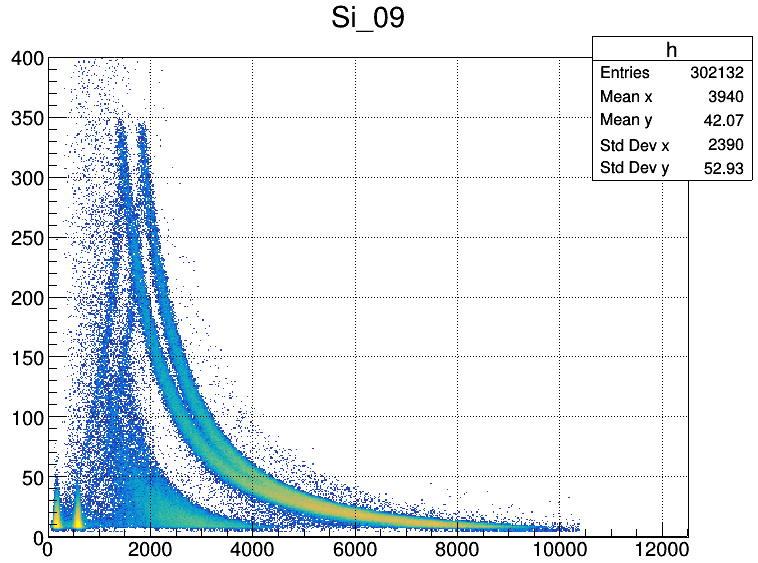 Si_09
h
Entries 302132
Mean x 3940
Mean y 42.07
Std Dev x 2390
Std Dev y 52.93
400
350
300
250
200
150
100
50
0
0 2000 4000 6000 8000 10000 12000